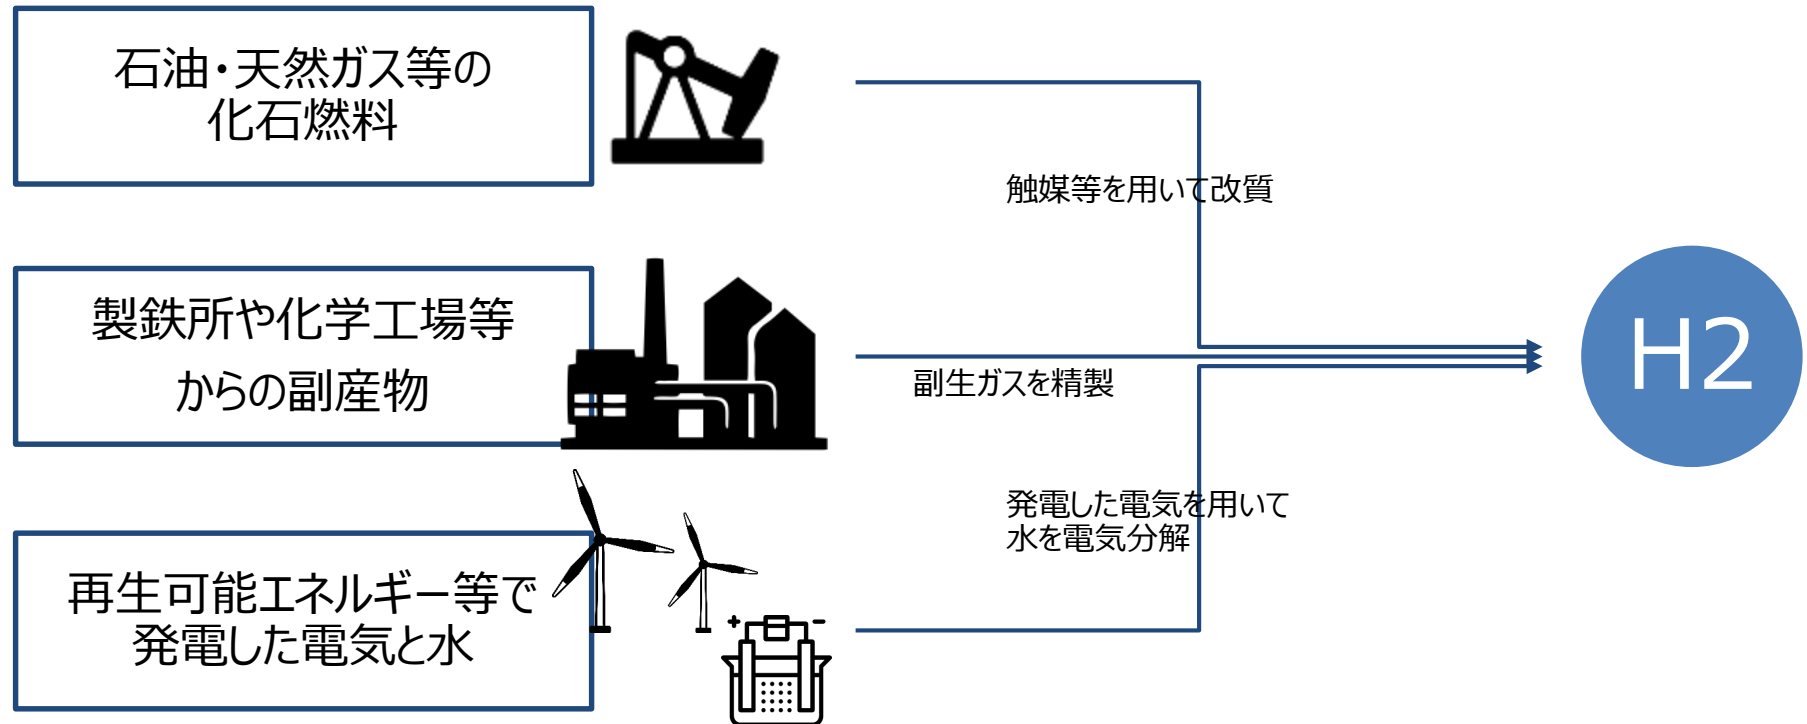 石油・天然ガス等の
化石燃料
触媒等を用いて改質
製鉄所や化学工場等
からの副産物
副生ガスを精製
H2
発電した電気を用いて
水を電気分解
再生可能エネルギー等で
発電した電気と水
+ -